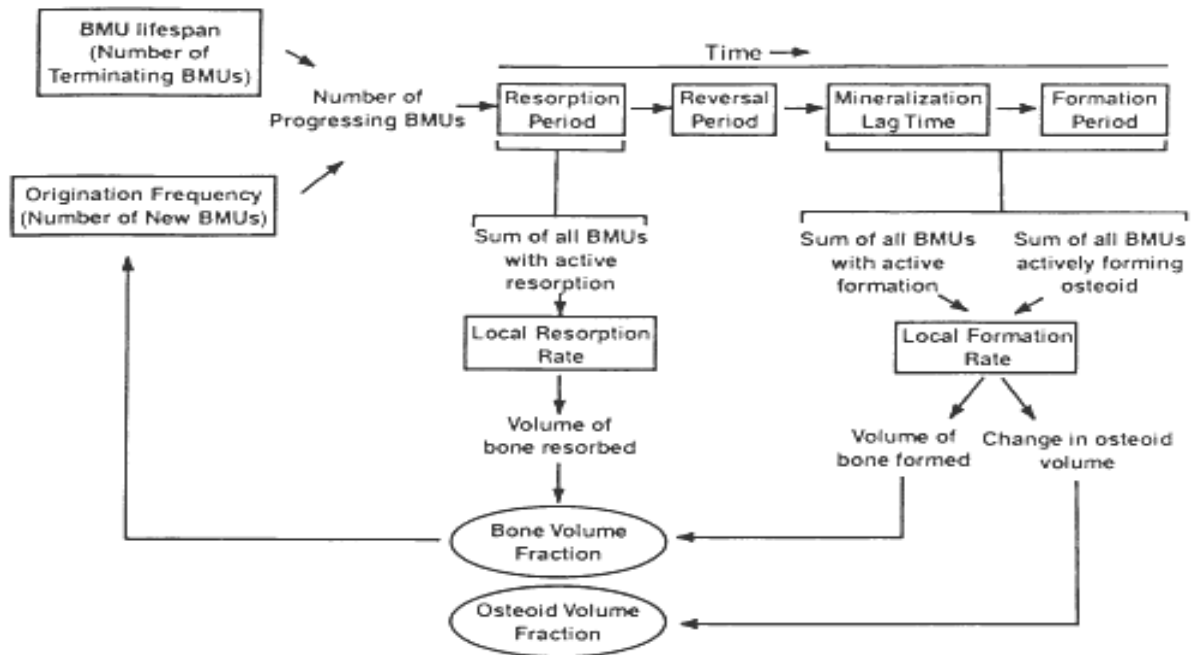 BMU lifespan
(Number of
Terminating BMUs)
Time
Number of
Progressing BMUs
Resorption
Period
Reversal
Period
Mineralization
Lag Time
Formation
Period
Origination Frequency
(Number of New BMUs)
Sum of all BMUs
with active
resorption
Sum of all BMUs
with active
formation
Sum of all BMUs
actively forming
osteoid
Local Resorption
Rate
Local Formation
Rate
Volume of
bone resorbed
Volume of
bone formed
Change in osteoid
volume
Bone Volume
Fraction
Osteoid Volume
Fraction